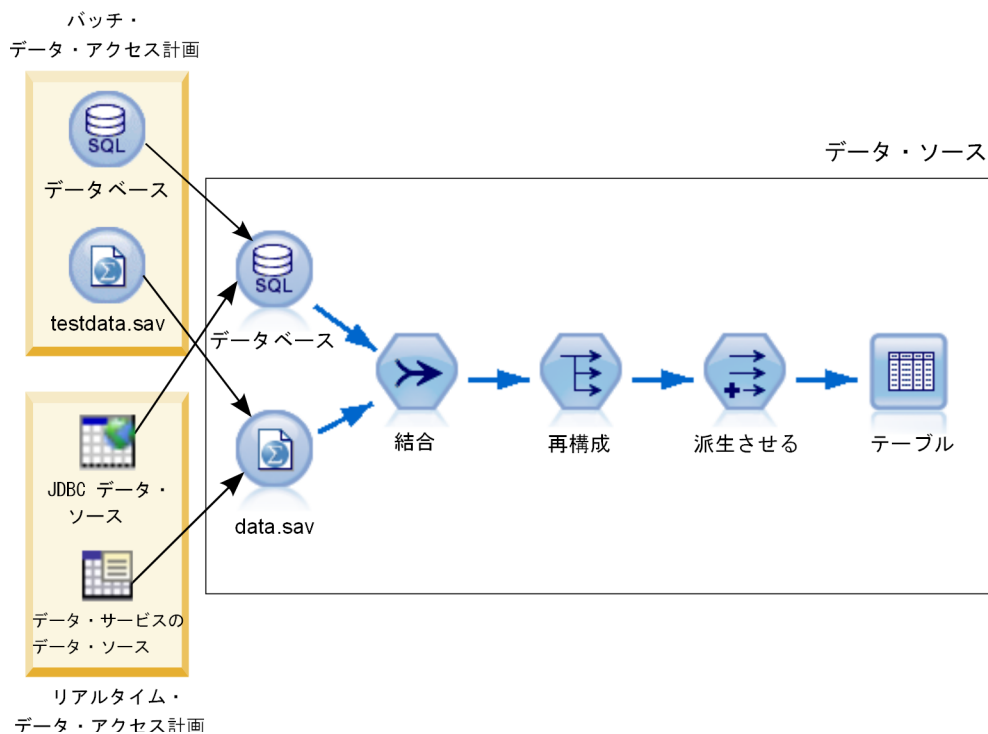 バッチ・
データ・アクセス計画
SQL
データベース
testdata.sav
JDBC データ・
ソース
データ・サービスの
データ・ソース
リアルタイム・
データ・アクセス計画
データ・ソース
SQL
データベース
data.sav
結合
再構成
派生させる
テーブル